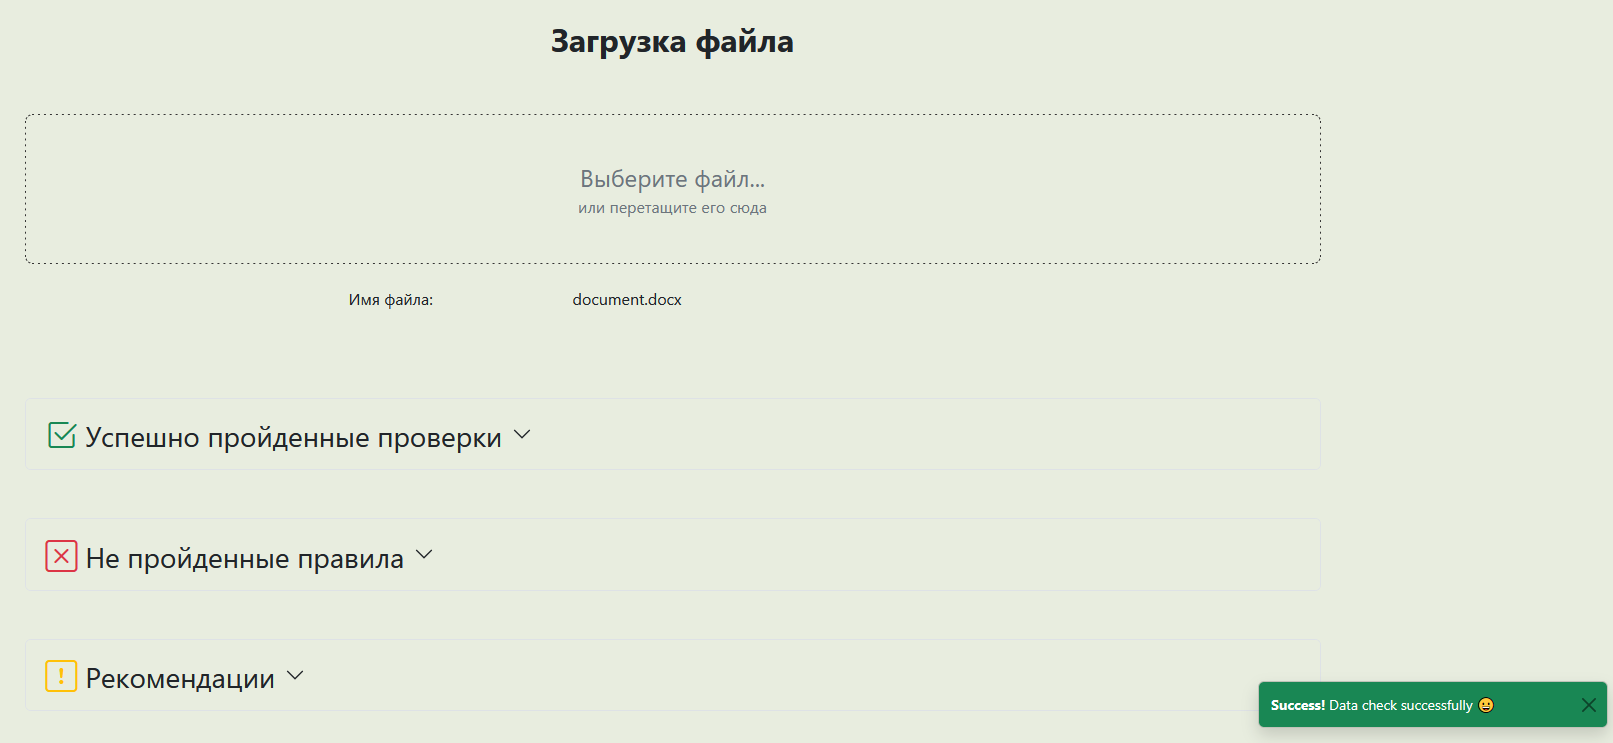 Загрузка файла
Выберите файл...
или перетащите его сюда
Имя файла: document.docx
Успешно пройденные проверки
Не пройденные правила
Рекомендации
Success! Data check successfully 😀